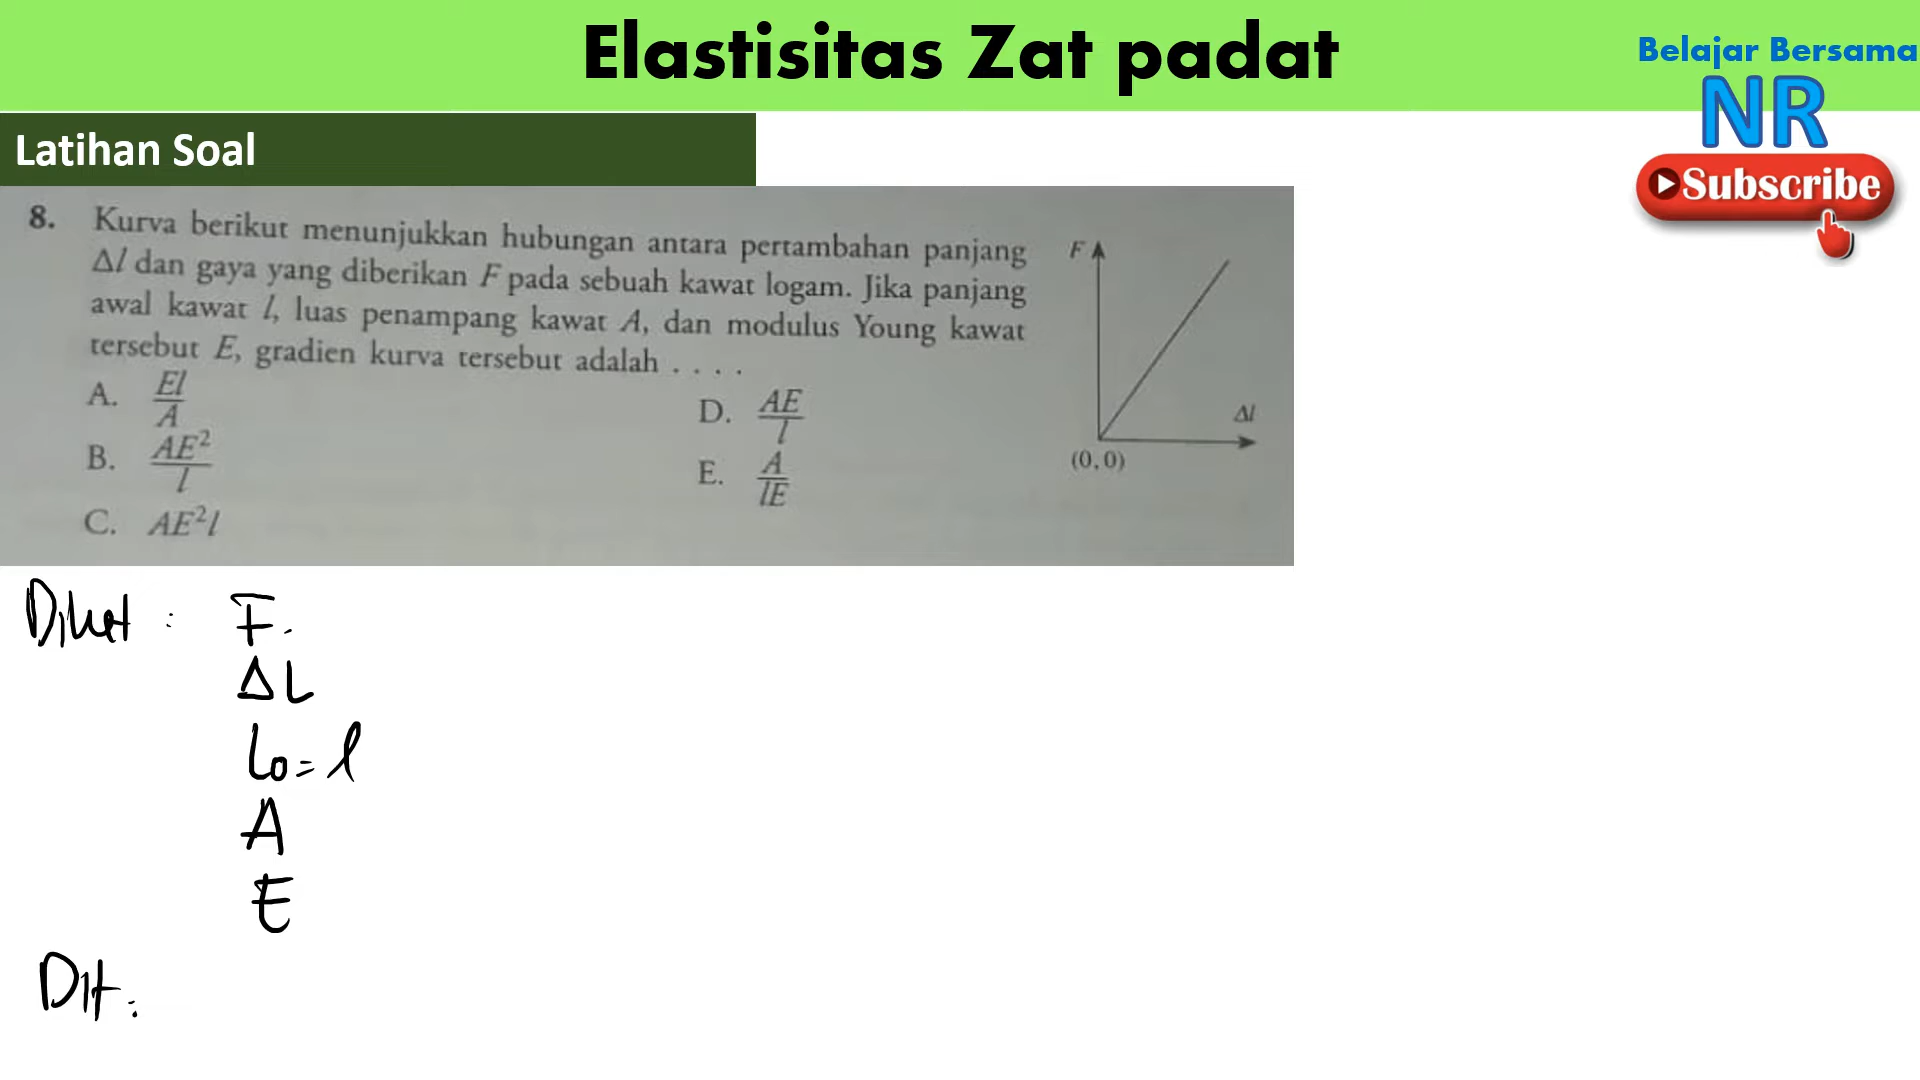 Elastisitas Zat padat
Belajar Bersama
NR
Subscribe
Latihan Soal
8. Kurva berikut menunjukkan hubungan antara pertambahan panjang
Δl dan gaya yang diberikan F pada sebuah kawat logam. Jika panjang
awal kawat l, luas penampang kawat A, dan modulus Young kawat
tersebut E, gradien kurva tersebut adalah . . . .
A. El/A
B. AE²/l
C. AE²l
D. AE/l
E. A/lE
F
Δl
(0,0)
Diket : F.
ΔL
Lo = l
A
E
Dit :